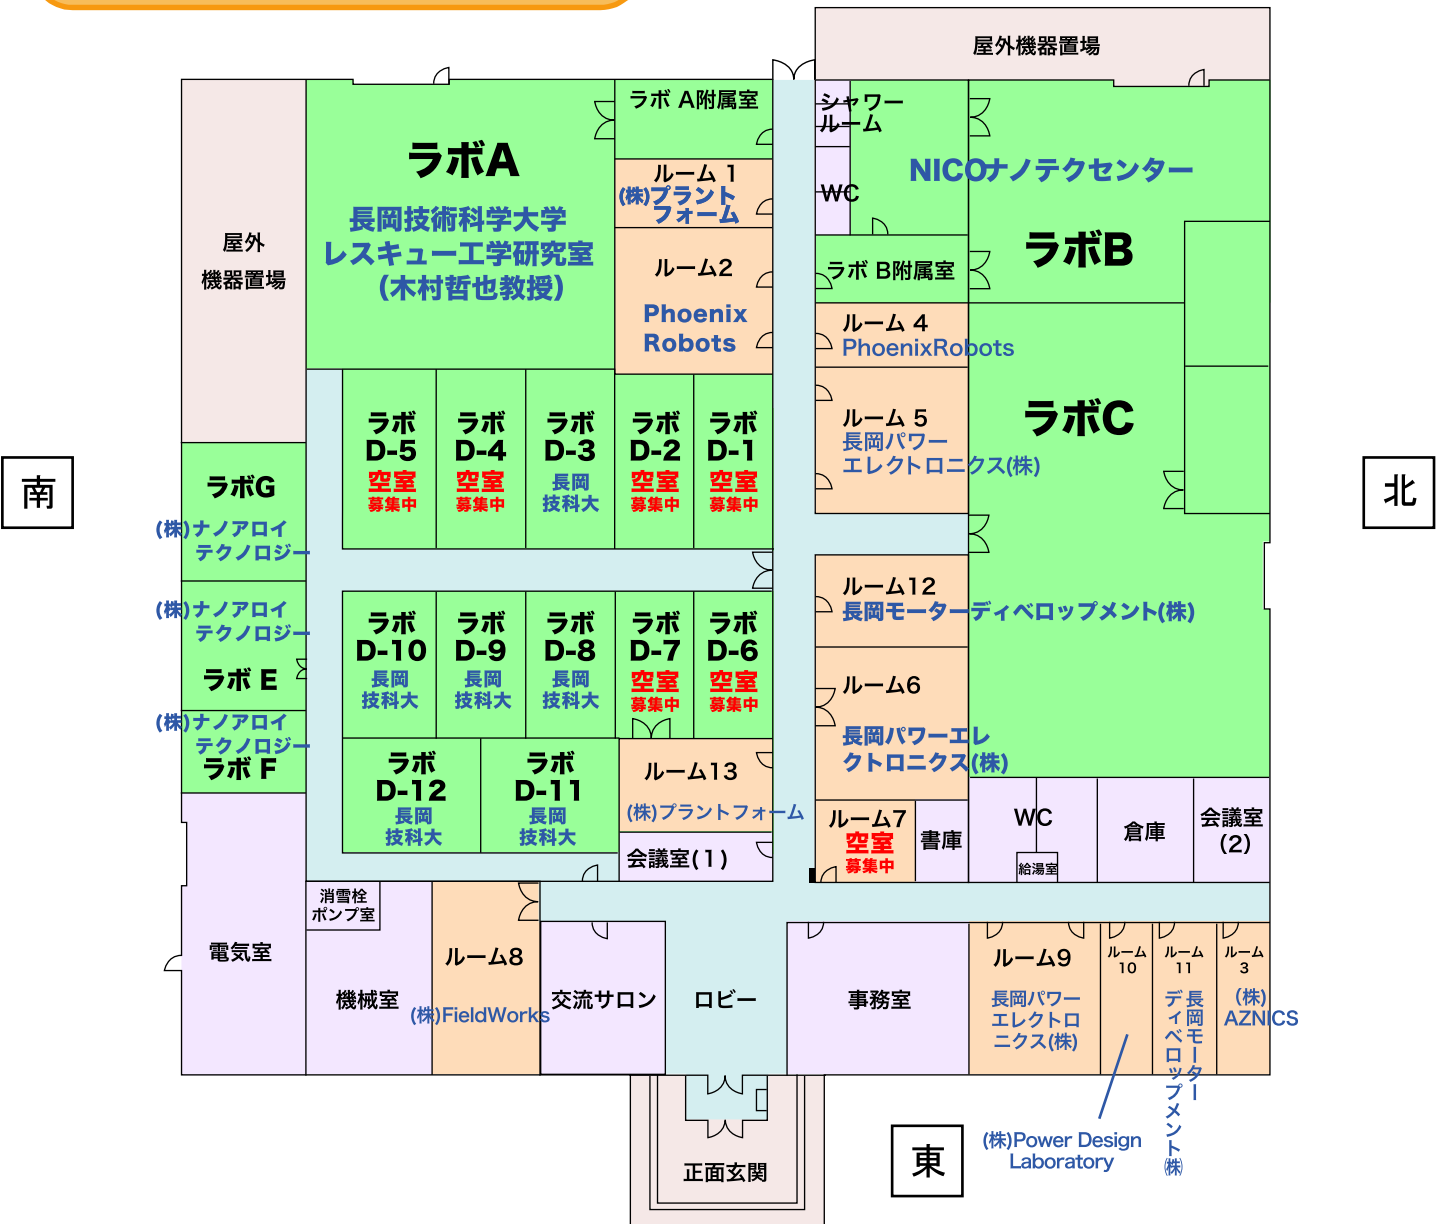 屋外機器置場
屋外
機器置場
ラボA
長岡技術科学大学
レスキュー工学研究室
(木村哲也教授)
ラボ A附属室
ルーム 1
(株)プラント
フォーム
ルーム2
Phoenix
Robots
シャワー
ルーム
WC
NICOナノテクセンター
ラボB
ラボ B附属室
ルーム 4
PhoenixRobots
ルーム 5
長岡パワー
エレクトロニクス(株)
ラボC
ラボ
D-5
空室
募集中
ラボ
D-4
空室
募集中
ラボ
D-3
長岡
技科大
ラボ
D-2
空室
募集中
ラボ
D-1
空室
募集中
南
北
ラボG
(株)ナノアロイ
テクノロジー
(株)ナノアロイ
テクノロジー
ラボ E
(株)ナノアロイ
テクノロジー
ラボ F
ラボ
D-10
長岡
技科大
ラボ
D-9
長岡
技科大
ラボ
D-8
長岡
技科大
ラボ
D-7
空室
募集中
ラボ
D-6
空室
募集中
ルーム12
長岡モーターディベロップメント(株)
ルーム6
長岡パワーエレ
クトロニクス(株)
ラボ
D-12
長岡
技科大
ラボ
D-11
長岡
技科大
ルーム13
(株)プラントフォーム
会議室(1)
ルーム7
空室
募集中
書庫
WC
給湯室
倉庫
会議室
(2)
消雪栓
ポンプ室
電気室
機械室
ルーム8
(株)FieldWorks
交流サロン
ロビー
事務室
ルーム9
長岡パワー
エレクトロ
ニクス(株)
ルーム
10
ルーム
11
長岡モーター
ディベロップメント㈱
ルーム
3
(株)
AZNICS
(株)Power Design
Laboratory
東
正面玄関